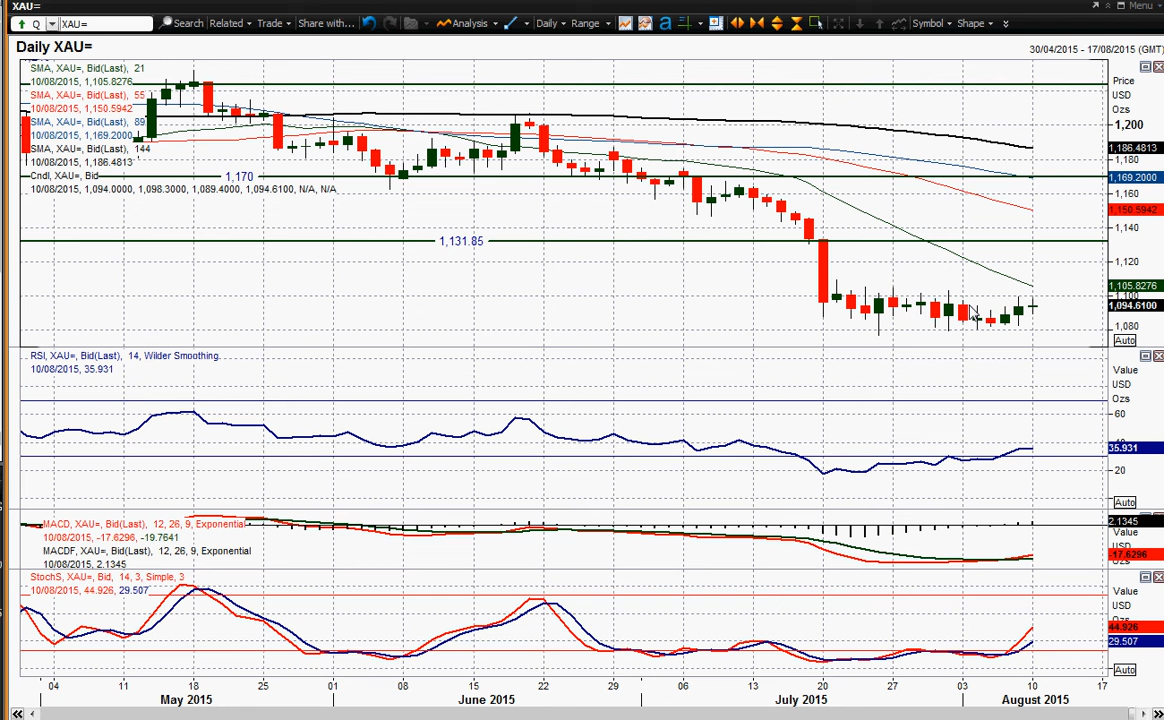 XAU=
Menu
Q XAU= Search Related Trade Share with... Analysis Daily Range Symbol Shape
Daily XAU=
30/04/2015 - 17/08/2015 (GMT)
SMA, XAU=, Bid(Last), 21
10/08/2015, 1,105.8276
SMA, XAU=, Bid(Last), 55
10/08/2015, 1,150.5942
SMA, XAU=, Bid(Last), 89
10/08/2015, 1,169.2000
SMA, XAU=, Bid(Last), 144
10/08/2015, 1,186.4813
Cndl, XAU=, Bid
10/08/2015, 1,094.0000, 1,098.3000, 1,089.4000, 1,094.6100, N/A, N/A
1,170
1,131.85
Price
USD
Ozs
1,200
1,186.4813
1,180
1,169.2000
1,160
1,150.5942
1,140
1,120
1,105.8276
1,100
1,094.6100
1,080
Auto
RSI, XAU=, Bid(Last), 14, Wilder Smoothing.
10/08/2015, 35.931
Value
USD
Ozs
60
35.931
20
Auto
MACD, XAU=, Bid(Last), 12, 26, 9, Exponential
10/08/2015, -17.6296, -19.7641
MACDF, XAU=, Bid(Last), 12, 26, 9, Exponential
10/08/2015, 2.1345
2.1345
Value
USD
-17.6296
Ozs
StochS, XAU=, Bid, 14, 3, Simple, 3
10/08/2015, 44.926, 29.507
Value
USD
Ozs
44.926
29.507
Auto
04 11 18 25 01 08 15 22 29 06 13 20 27 03 10 17
May 2015 June 2015 July 2015 August 2015